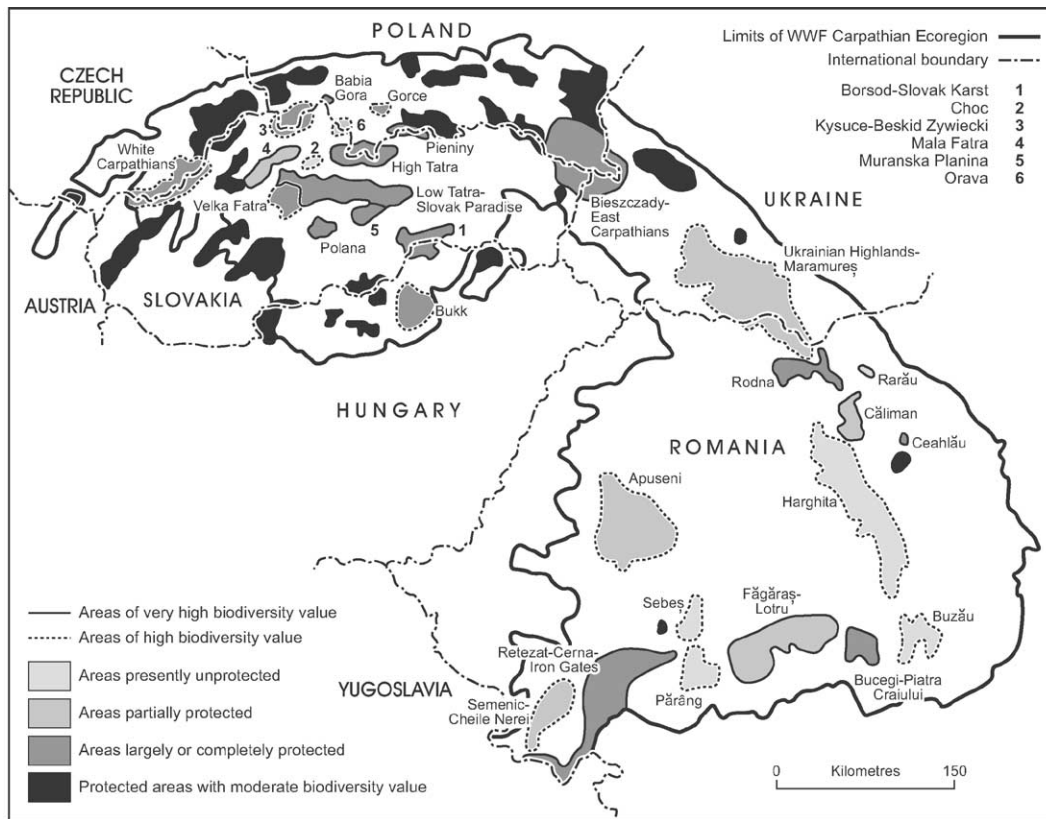 POLAND
CZECH
REPUBLIC
Limits of WWF Carpathian Ecoregion
International boundary
Borsod-Slovak Karst 1
Choc 2
Kysuce-Beskid Zywiecki 3
Mala Fatra 4
Muranska Planina 5
Orava 6
Babia
Gora
Gorce
3
6
White
Carpathians
4
2
Pieniny
High Tatra
Velka Fatra
Low Tatra-
Slovak Paradise
5
1
Polana
Bieszczady-
East
Carpathians
UKRAINE
Ukrainian Highlands-
Maramureș
AUSTRIA
SLOVAKIA
Bukk
HUNGARY
Rodna
Rarău
Căliman
Ceahlău
ROMANIA
Apuseni
Harghita
Sebeș
Făgăraș-
Lotru
Buzău
Retezat-Cerna-
Iron Gates
YUGOSLAVIA
Semenic-
Cheile Nerei
Părâng
Bucegi-Piatra
Craiului
Areas of very high biodiversity value
Areas of high biodiversity value
Areas presently unprotected
Areas partially protected
Areas largely or completely protected
Protected areas with moderate biodiversity value
0 Kilometres 150